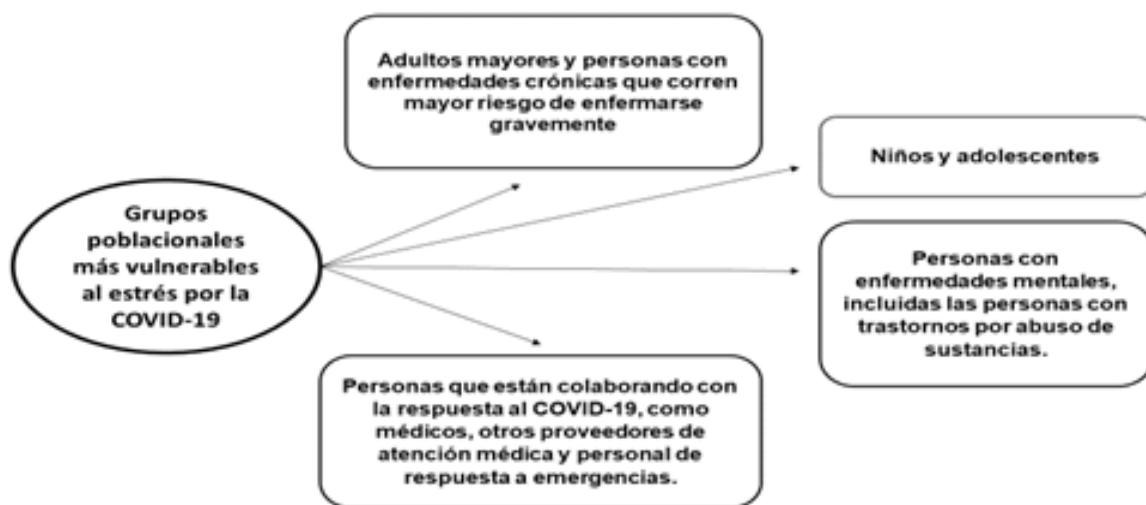 Adultos mayores y personas con
enfermedades crónicas que corren
mayor riesgo de enfermarse
gravemente
Niños y adolescentes
Grupos
poblacionales
más vulnerables
al estrés por la
COVID-19
Personas con
enfermedades mentales,
incluidas las personas con
trastornos por abuso de
sustancias.
Personas que están colaborando con
la respuesta al COVID-19, como
médicos, otros proveedores de
atención médica y personal de
respuesta a emergencias.